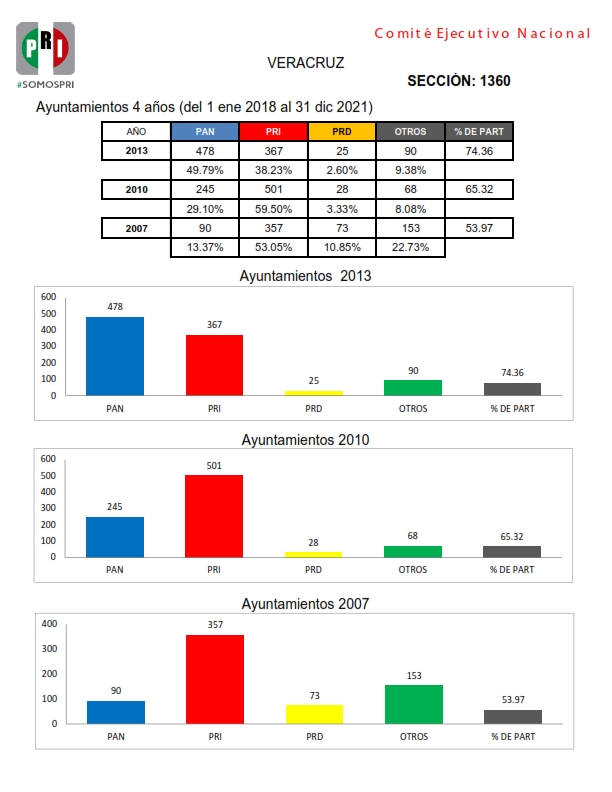 Comité Ejecutivo Nacional
PRI
#SOMOSPRI
VERACRUZ
SECCIÓN: 1360
Ayuntamientos 4 años (del 1 ene 2018 al 31 dic 2021)
AÑO PAN PRI PRD OTROS % DE PART
2013 478 367 25 90 74.36
49.79% 38.23% 2.60% 9.38%
2010 245 501 28 68 65.32
29.10% 59.50% 3.33% 8.08%
2007 90 357 73 153 53.97
13.37% 53.05% 10.85% 22.73%
Ayuntamientos 2013
600
500
400
300
200
100
0
478 367 25 90 74.36
PAN PRI PRD OTROS % DE PART
Ayuntamientos 2010
600
500
400
300
200
100
0
245 501 28 68 65.32
PAN PRI PRD OTROS % DE PART
Ayuntamientos 2007
400
300
200
100
0
90 357 73 153 53.97
PAN PRI PRD OTROS % DE PART